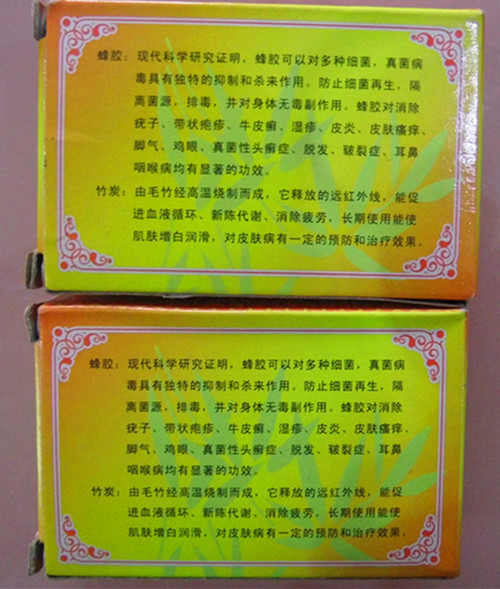 蜂胶：现代科学研究证明，蜂胶可以对多种细菌，真菌病
毒具有独特的抑制和杀来作用。防止细菌再生，隔
离菌源，排毒，并对身体无毒副作用。蜂胶对消除
疣子、带状疱疹、牛皮癣、湿疹、皮炎、皮肤瘙痒、
脚气、鸡眼、真菌性头癣症、脱发、皲裂症、耳鼻
咽喉病均有显著的功效。
竹炭：由毛竹经高温烧制而成，它释放的远红外线，能促
进血液循环、新陈代谢、消除疲劳，长期使用能使
肌肤增白润滑，对皮肤病有一定的预防和治疗效果。
蜂胶：现代科学研究证明，蜂胶可以对多种细菌，真菌病
毒具有独特的抑制和杀来作用。防止细菌再生，隔
离菌源，排毒，并对身体无毒副作用。蜂胶对消除
疣子、带状疱疹、牛皮癣、湿疹、皮炎、皮肤瘙痒、
脚气、鸡眼、真菌性头癣症、脱发、皲裂症、耳鼻
咽喉病均有显著的功效。
竹炭：由毛竹经高温烧制而成，它释放的远红外线，能促
进血液循环、新陈代谢、消除疲劳，长期使用能使
肌肤增白润滑，对皮肤病有一定的预防和治疗效果。